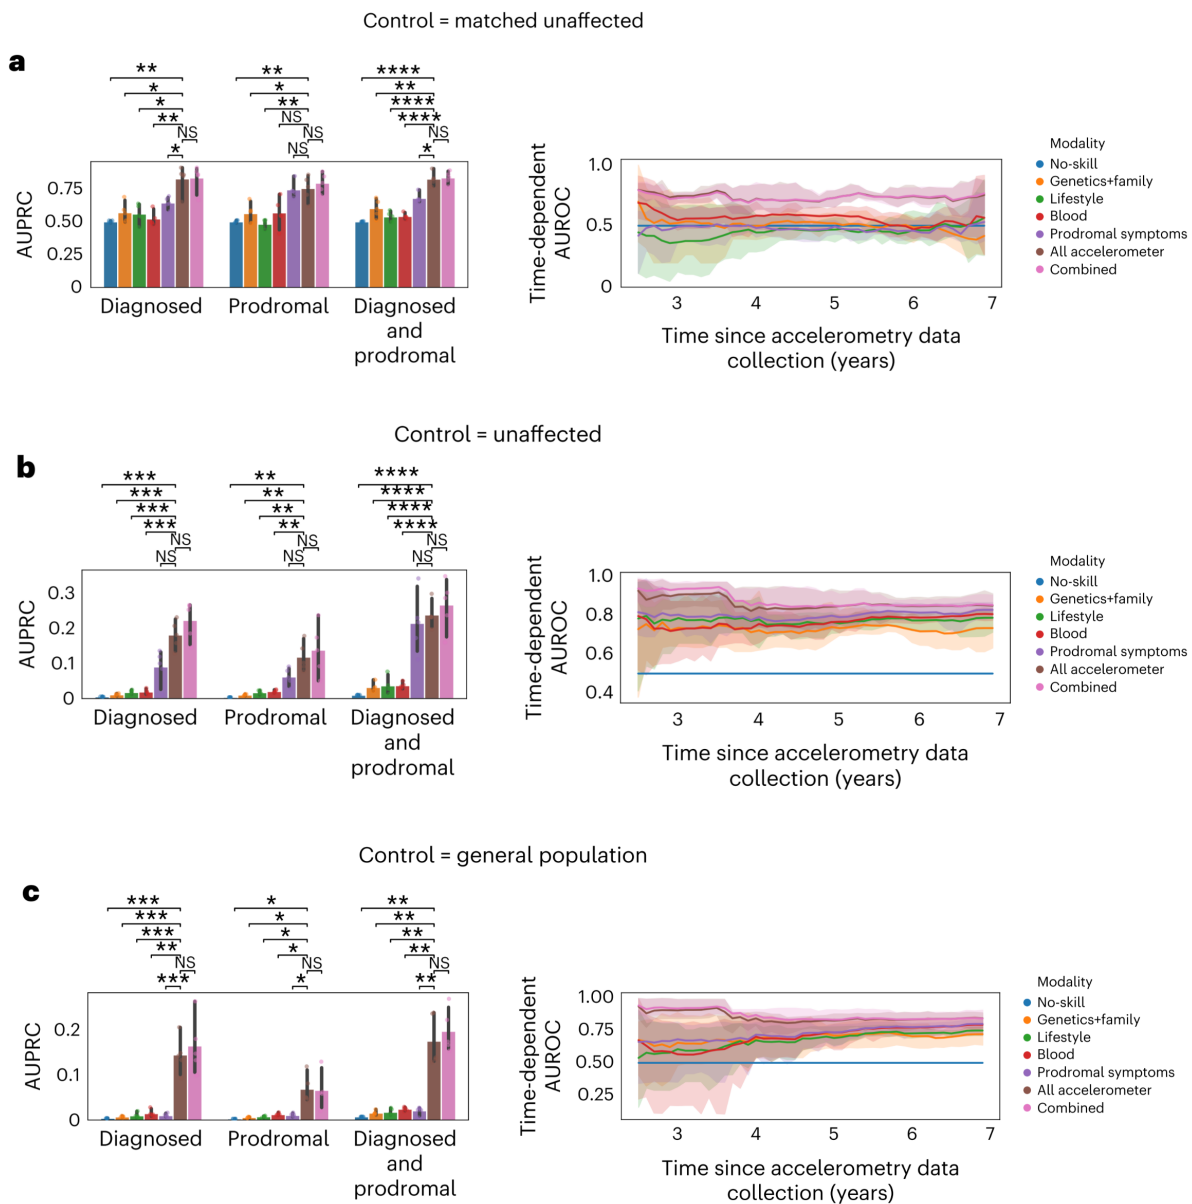 Control = matched unaffected
a
**
*
*
**
NS
*
**
*
**
NS
NS
NS
****
**
****
****
NS
*
AUPRC
0.75
0.50
0.25
0
Diagnosed
Prodromal
Diagnosed
and
prodromal
Time-dependent
AUROC
1.0
0.5
0
3
4
5
6
7
Time since accelerometry data
collection (years)
Modality
No-skill
Genetics+family
Lifestyle
Blood
Prodromal symptoms
All accelerometer
Combined
Control = unaffected
b
***
***
***
***
NS
NS
**
**
**
**
NS
NS
****
****
****
****
NS
NS
AUPRC
0.3
0.2
0.1
0
Diagnosed
Prodromal
Diagnosed
and
prodromal
Time-dependent
AUROC
1.0
0.8
0.6
0.4
3
4
5
6
7
Time since accelerometry data
collection (years)
Modality
No-skill
Genetics+family
Lifestyle
Blood
Prodromal symptoms
All accelerometer
Combined
Control = general population
c
***
***
***
**
NS
***
*
*
*
*
NS
*
**
**
**
**
NS
**
AUPRC
0.2
0.1
0
Diagnosed
Prodromal
Diagnosed
and
prodromal
Time-dependent
AUROC
1.00
0.75
0.50
0.25
3
4
5
6
7
Time since accelerometry data
collection (years)
Modality
No-skill
Genetics+family
Lifestyle
Blood
Prodromal symptoms
All accelerometer
Combined